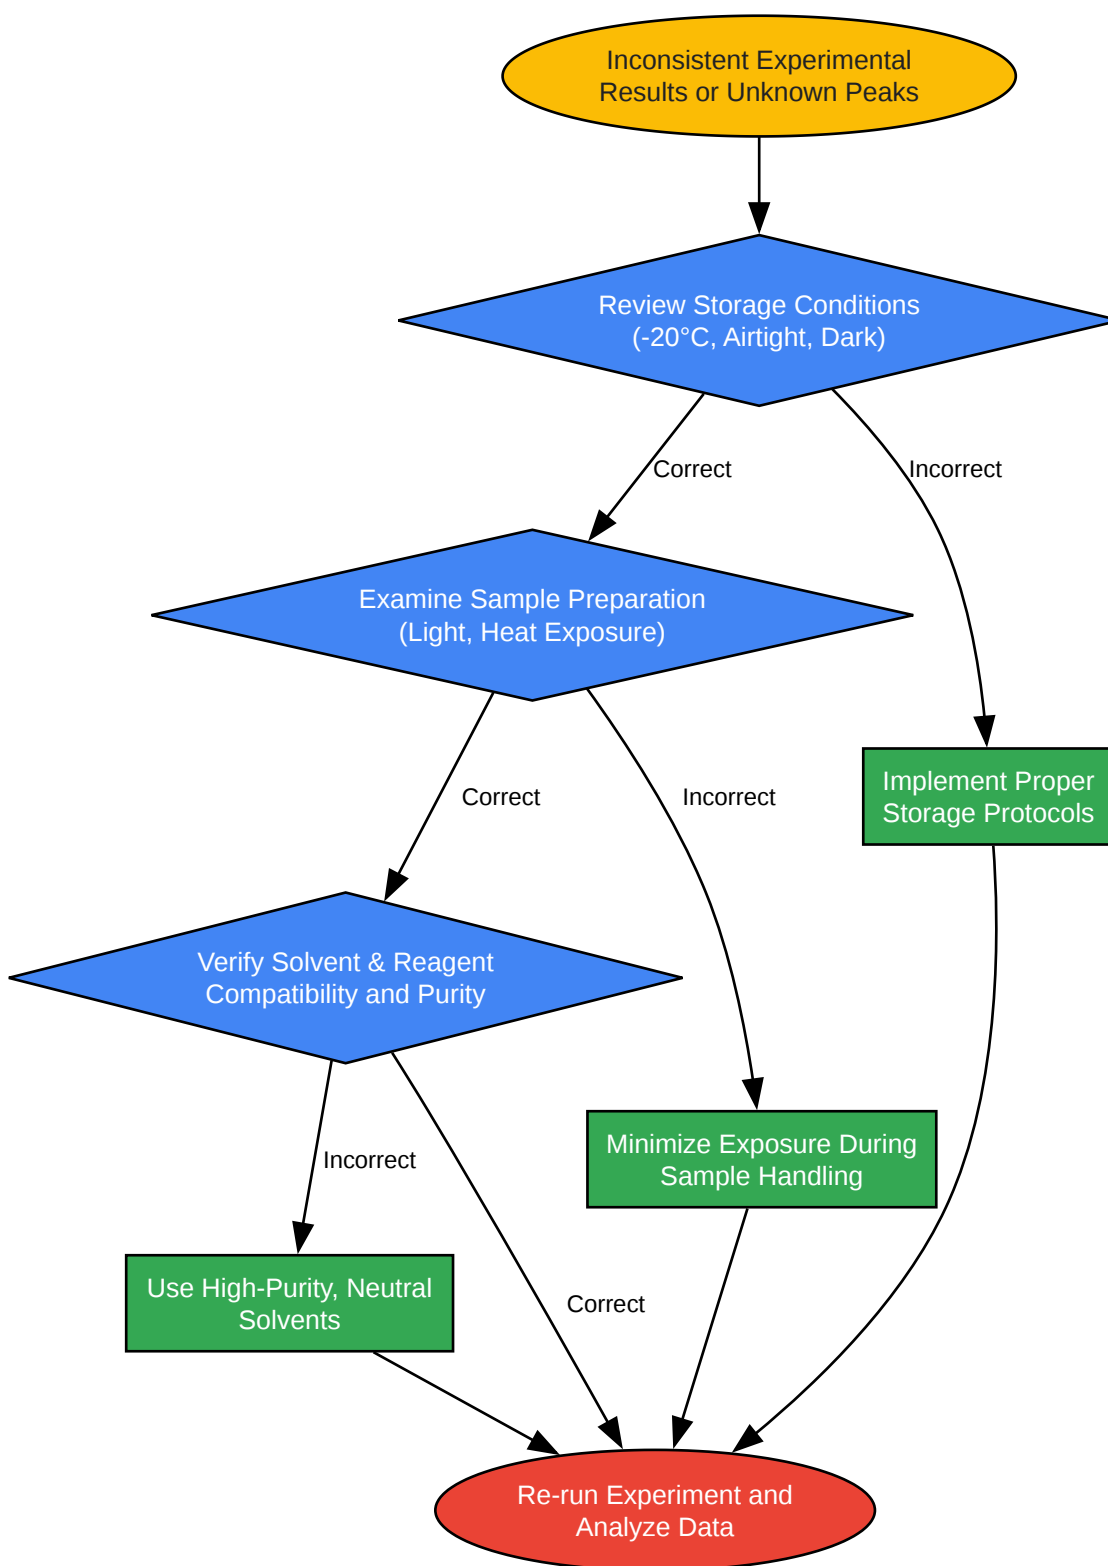 Inconsistent Experimental
Results or Unknown Peaks
Review Storage Conditions
(-20°C, Airtight, Dark)
Correct
Incorrect
Examine Sample Preparation
(Light, Heat Exposure)
Implement Proper
Storage Protocols
Correct
Incorrect
Verify Solvent & Reagent
Compatibility and Purity
Minimize Exposure During
Sample Handling
Incorrect
Use High-Purity, Neutral
Solvents
Correct
Re-run Experiment and
Analyze Data